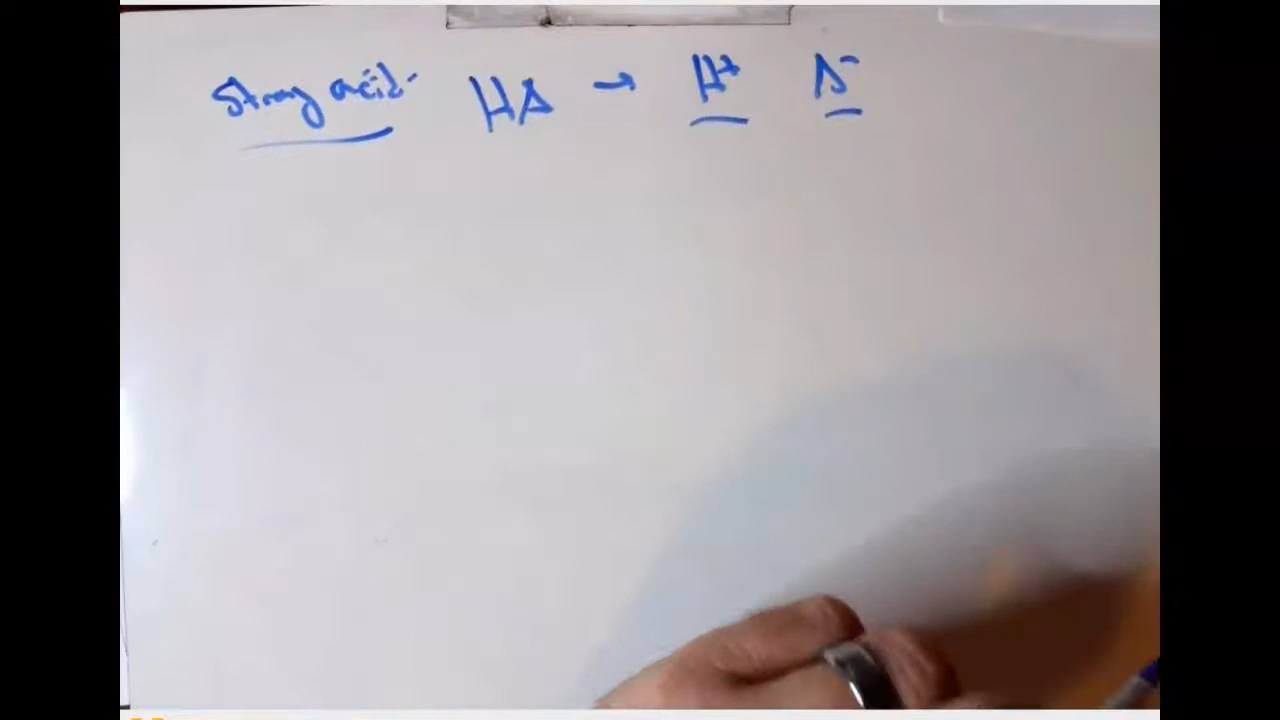 Strong acid - HA → H+ A-